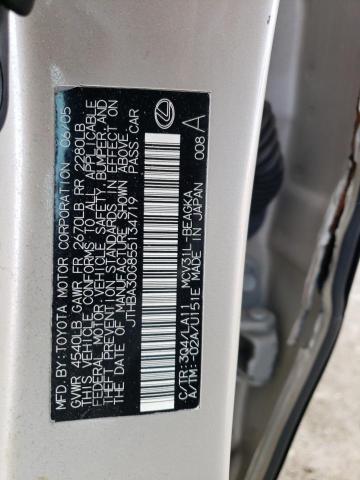 MFD.BY:TOYOTA MOTOR CORPORATION 06/05
GVWR 4540LB GAWR FR 2670LB RR 2280LB
THIS VEHICLE CONFORMS TO ALL APPLICABLE
FEDERAL MOTOR VEHICLE SAFETY, BUMPER, AND
THEFT PREVENTION STANDARDS IN EFFECT ON THE DATE OF
MANUFACTURE SHOWN ABOVE.
JTHBA30G855134719 PASS.CAR
C/TR:3Q4/LA11 MCV31L-BEAGKA
A/TM:-02A/U151E MADE IN JAPAN
008 A